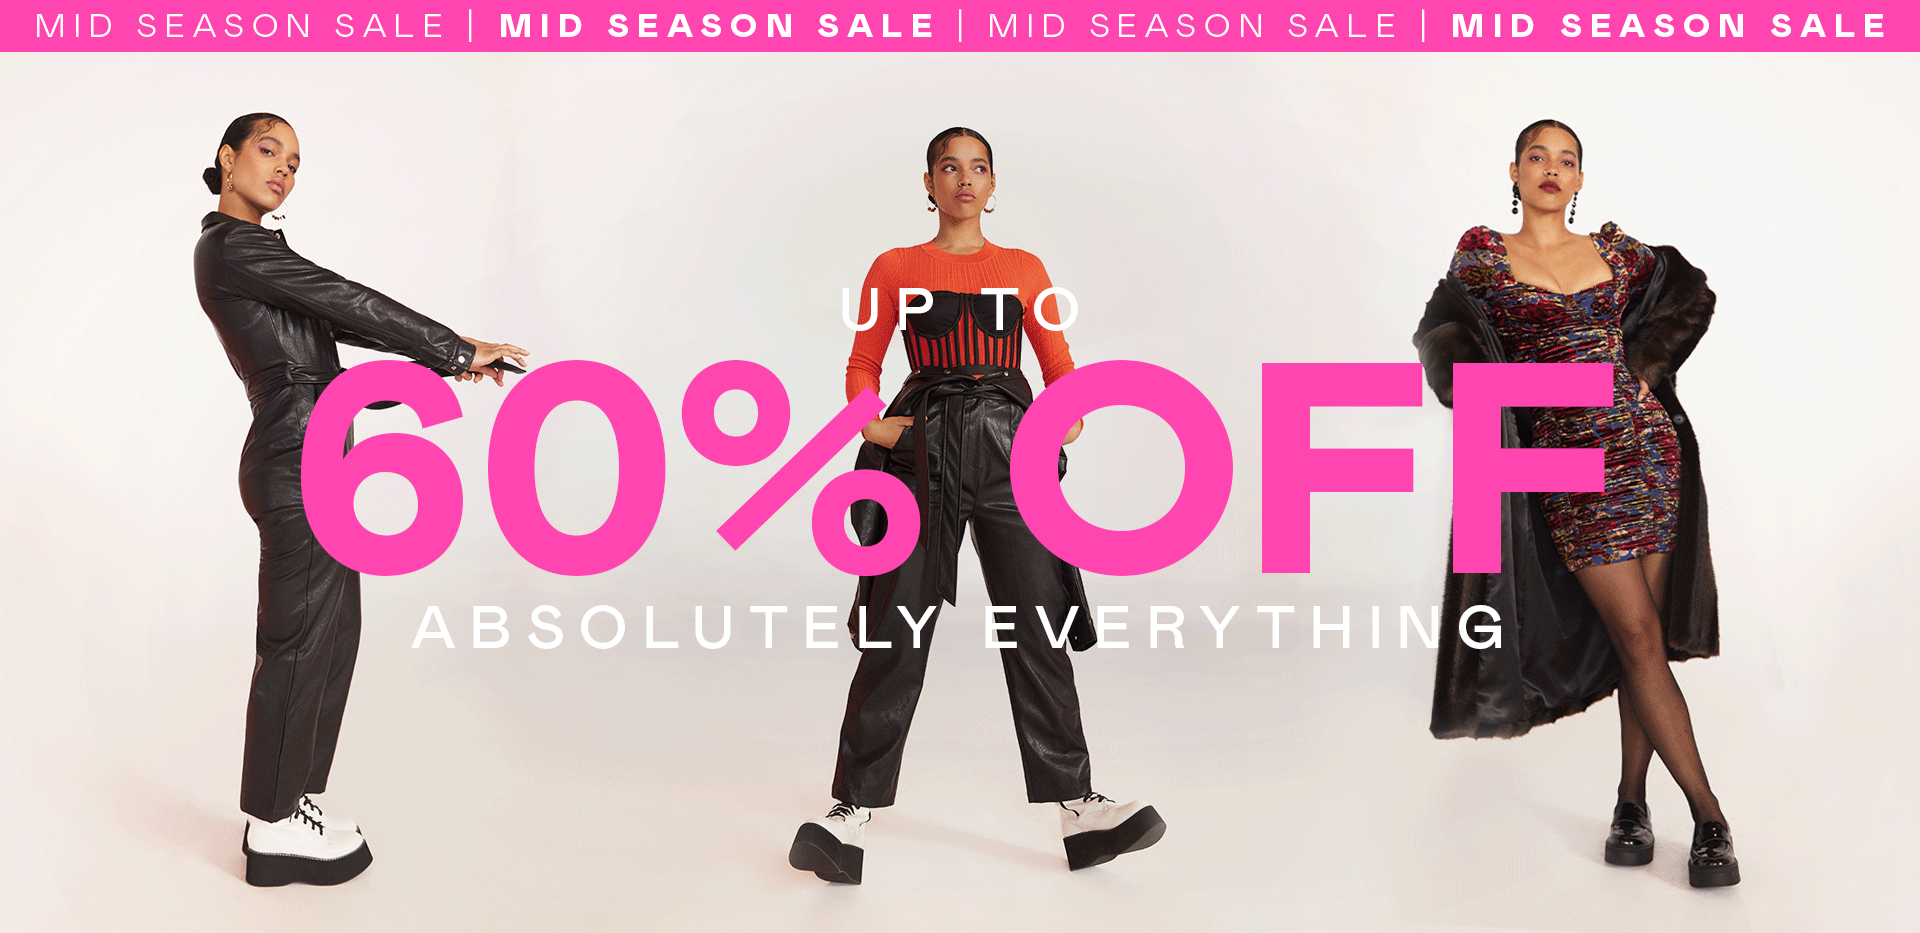 MID SEASON SALE | MID SEASON SALE | MID SEASON SALE | MID SEASON SALE
UP TO
60% OFF
ABSOLUTELY EVERYTHING